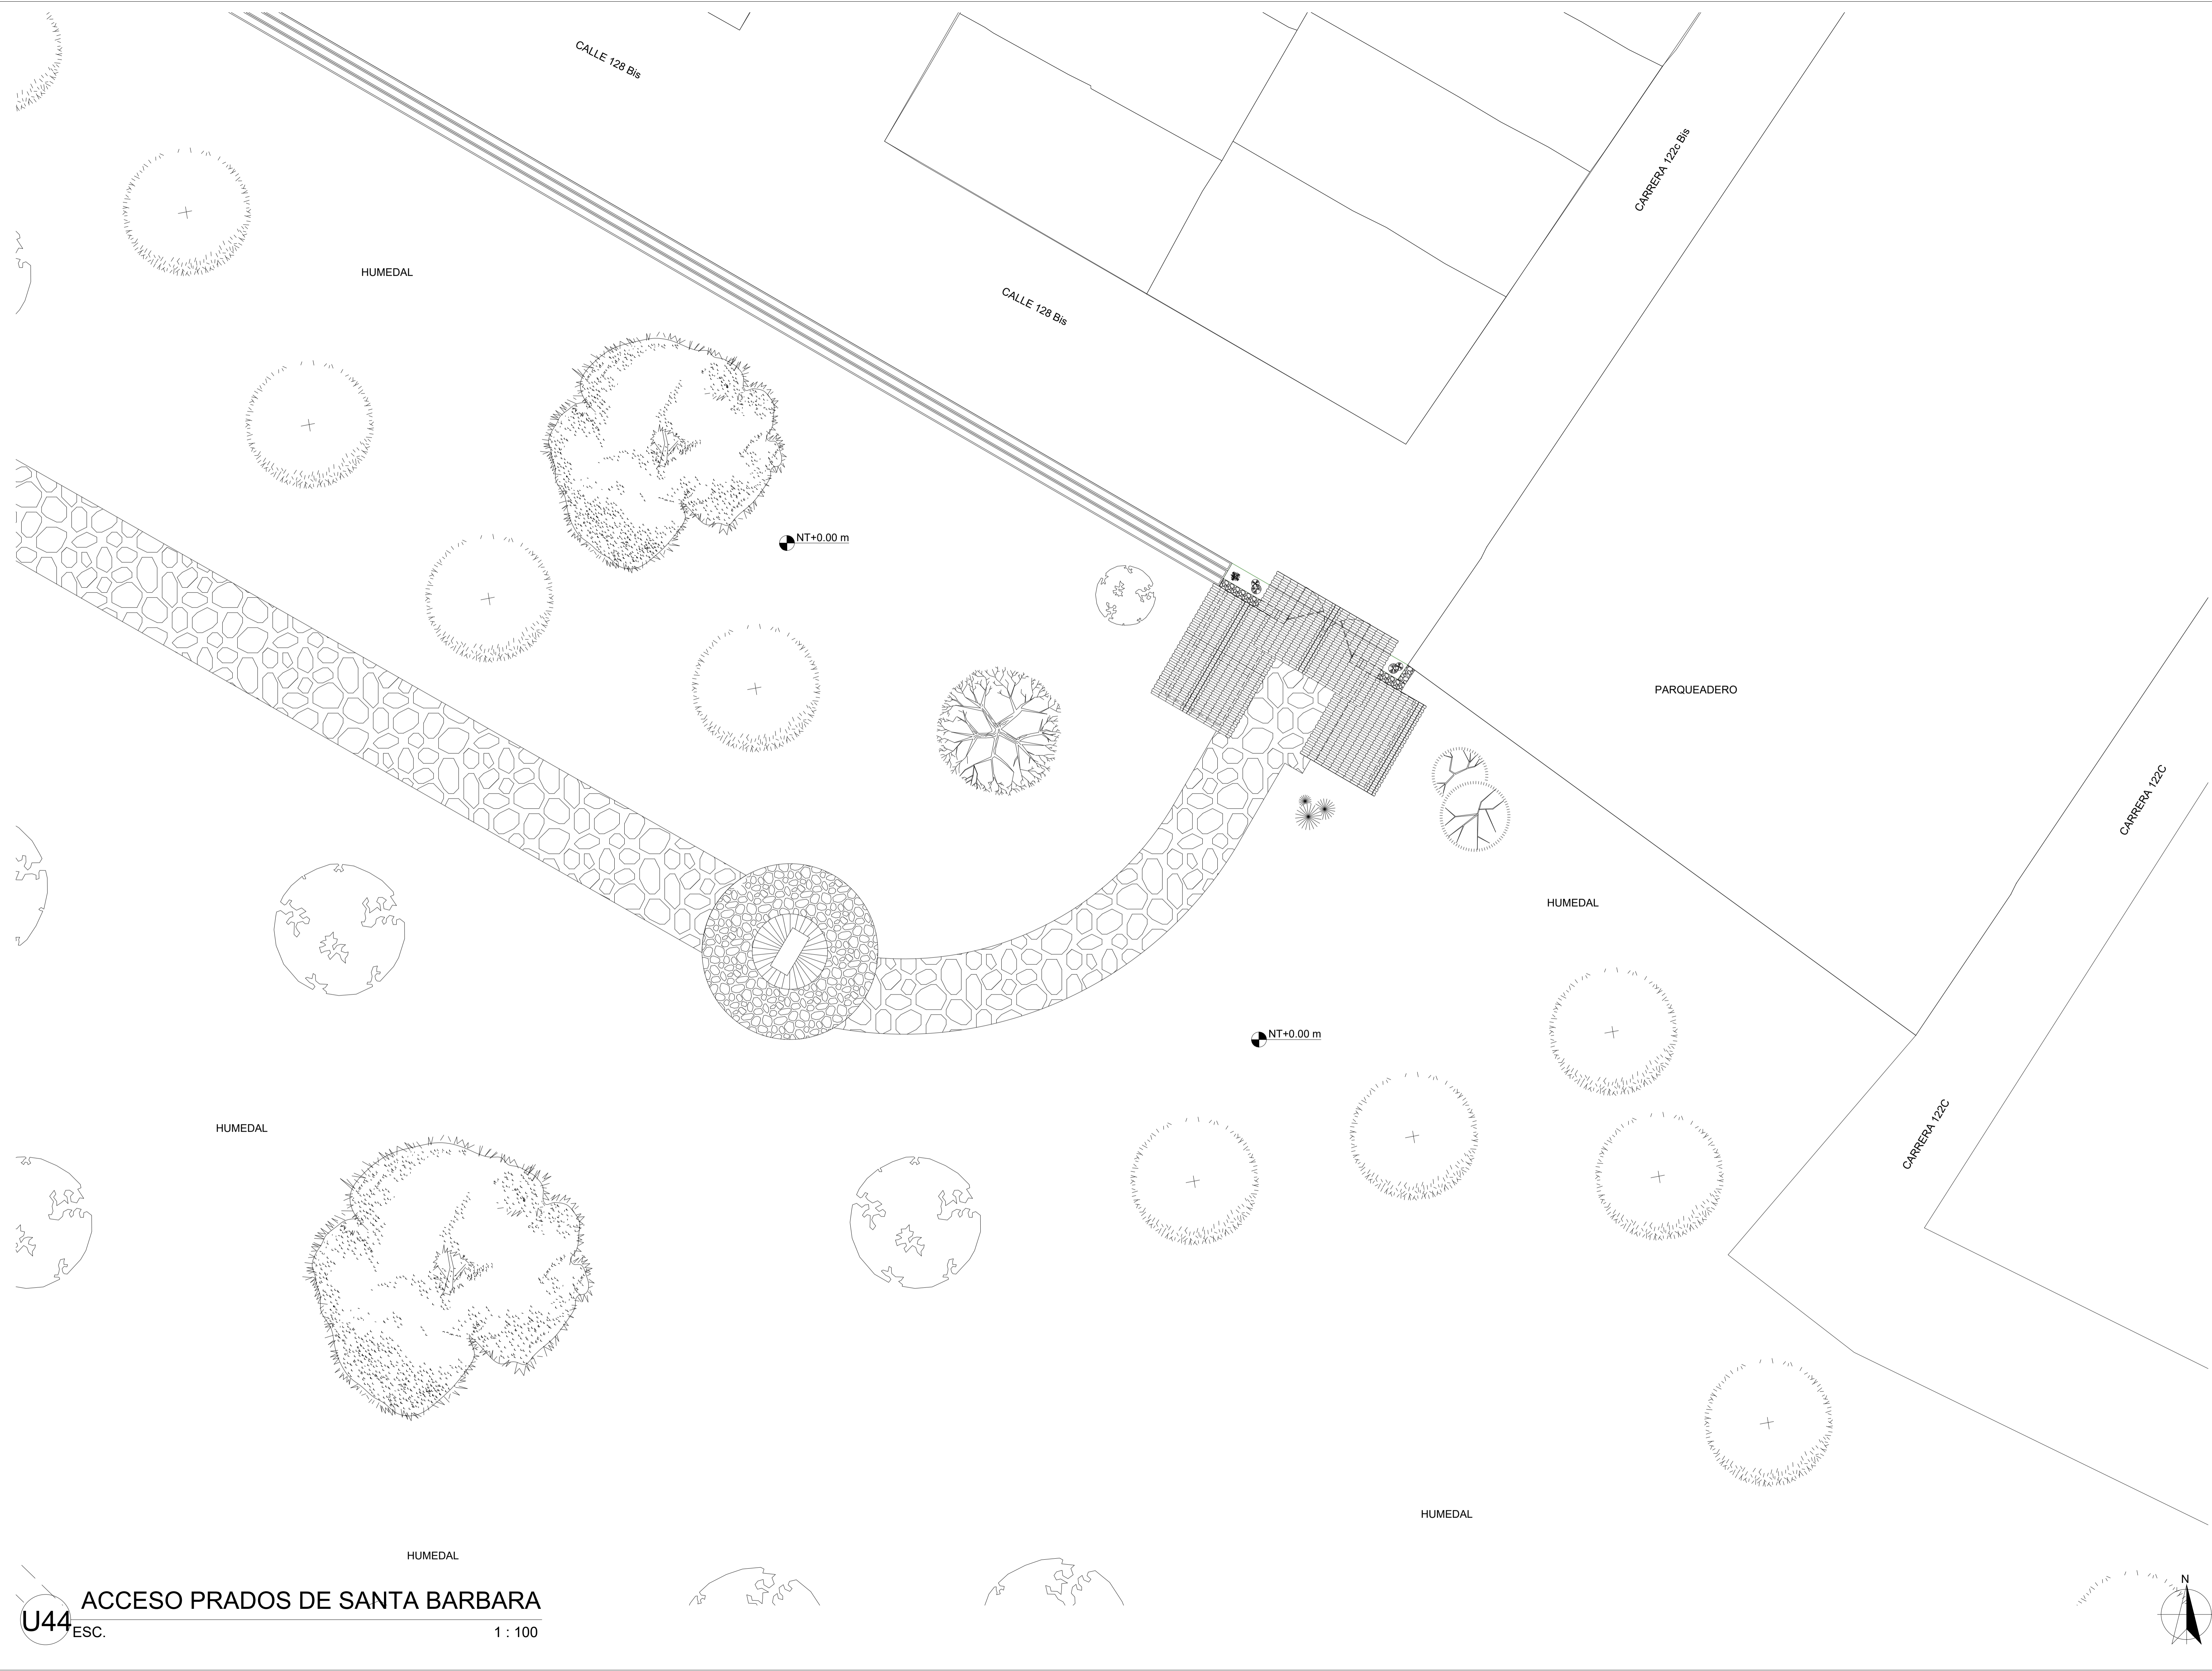 CALLE 128 Bis
CARRERA 122c Bis
HUMEDAL
CALLE 128 Bis
NT+0.00 m
PARQUEADERO
CARRERA 122C
HUMEDAL
NT+0.00 m
HUMEDAL
CARRERA 122C
HUMEDAL
HUMEDAL
ACCESO PRADOS DE SANTA BARBARA
U44
ESC. 1 : 100
N